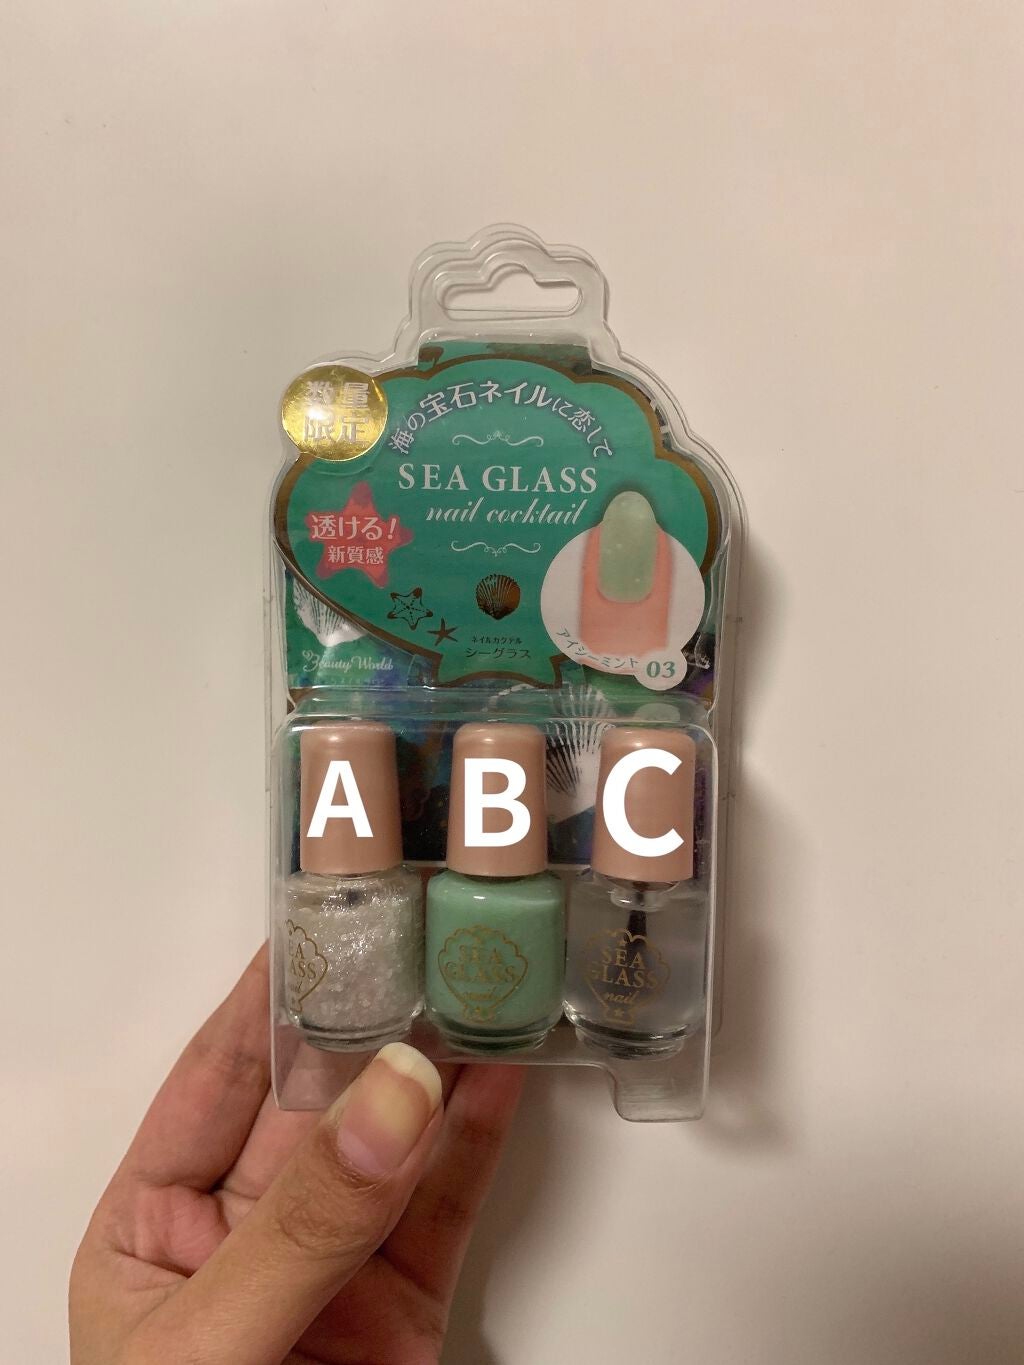 数量
限定
海の宝石ネイルに恋して
SEA GLASS
nail cocktail
透ける!
新質感
ネイルカクテル
シーグラス
アイシーミント 03
Beauty World
A B C
GLASS
nail
SEA
GLASS
nail
SEA
GLASS
nail